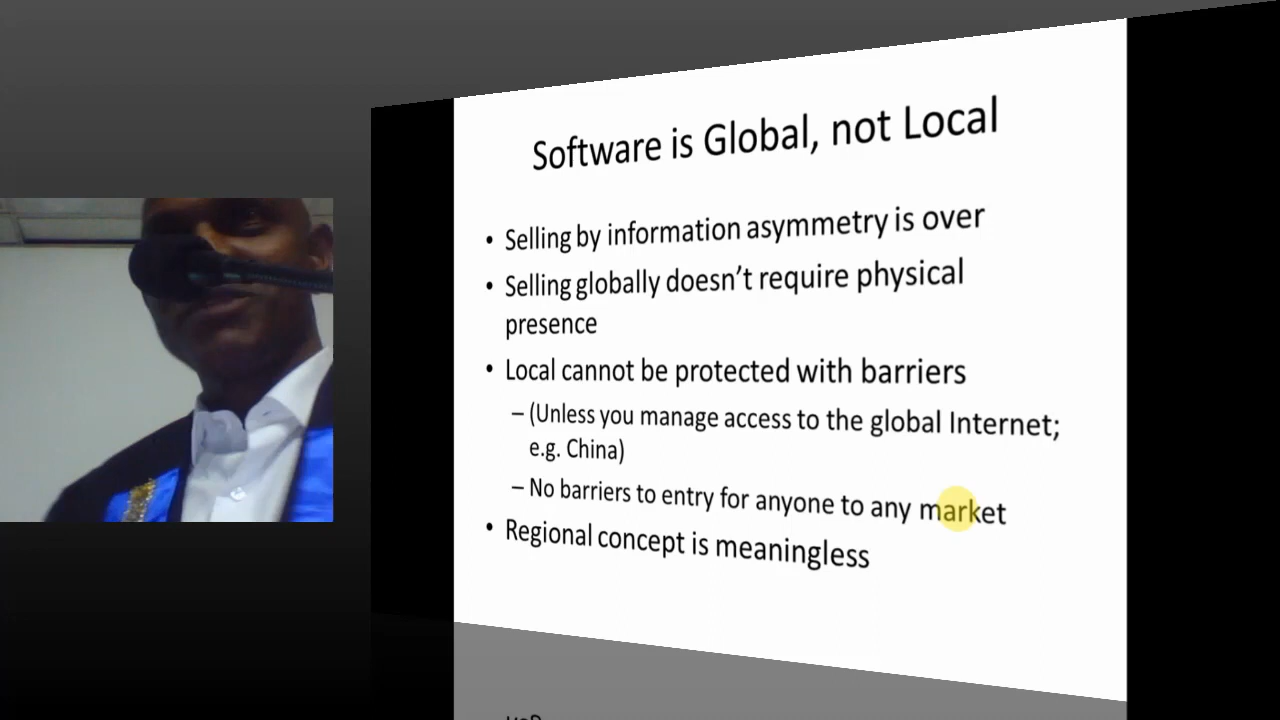 Software is Global, not Local
• Selling by information asymmetry is over
• Selling globally doesn't require physical
presence
• Local cannot be protected with barriers
– (Unless you manage access to the global Internet;
e.g. China)
– No barriers to entry for anyone to any market
• Regional concept is meaningless